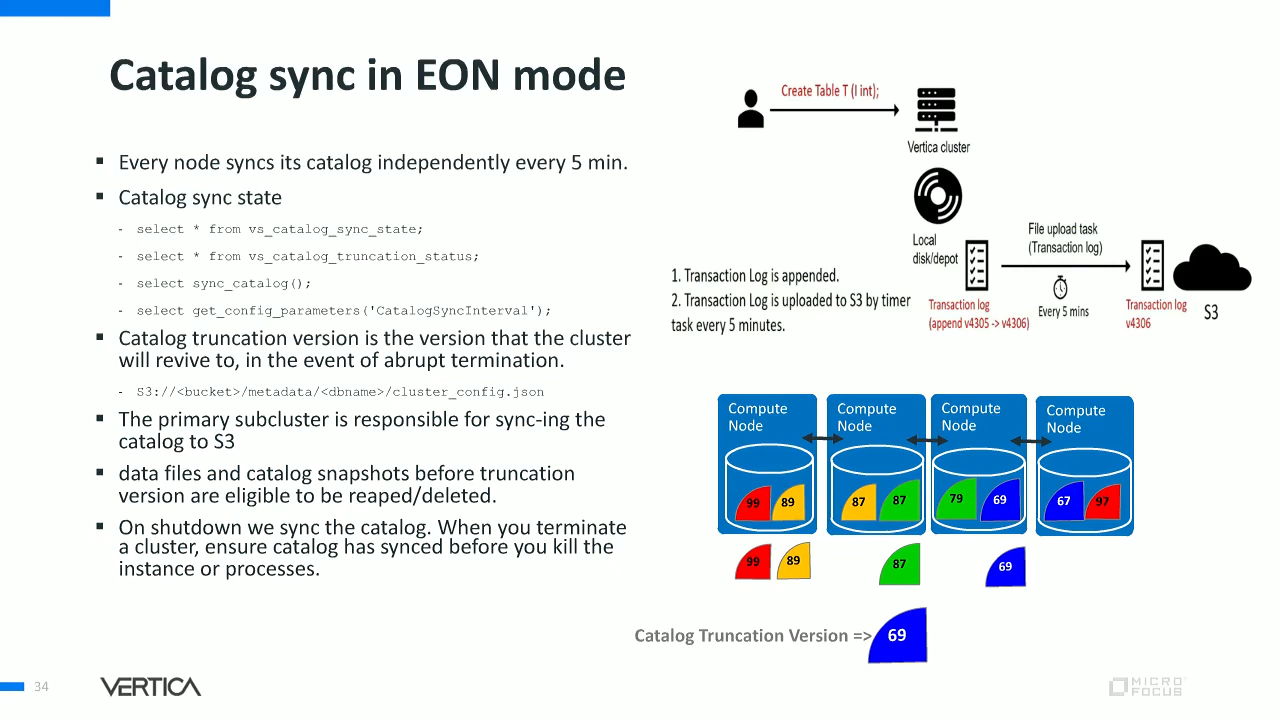 Catalog sync in EON mode
▪ Every node syncs its catalog independently every 5 min.
▪ Catalog sync state
- select * from vs_catalog_sync_state;
- select * from vs_catalog_truncation_status;
- select sync_catalog();
- select get_config_parameters('CatalogSyncInterval');
▪ Catalog truncation version is the version that the cluster
will revive to, in the event of abrupt termination.
- S3://<bucket>/metadata/<dbname>/cluster_config.json
▪ The primary subcluster is responsible for sync-ing the
catalog to S3
▪ data files and catalog snapshots before truncation
version are eligible to be reaped/deleted.
▪ On shutdown we sync the catalog. When you terminate
a cluster, ensure catalog has synced before you kill the
instance or processes.
Create Table T (I int);
Vertica cluster
Local
disk/depot
File upload task
(Transaction log)
1. Transaction Log is appended.
2. Transaction Log is uploaded to S3 by timer
task every 5 minutes.
Transaction log
(append v4305 -> v4306)
Every 5 mins
Transaction log
v4306
S3
Compute
Node
Compute
Node
Compute
Node
Compute
Node
99 89 87 87 79 69 67 97
99 89 87 69
Catalog Truncation Version => 69
34
VERTICA
MICRO
FOCUS